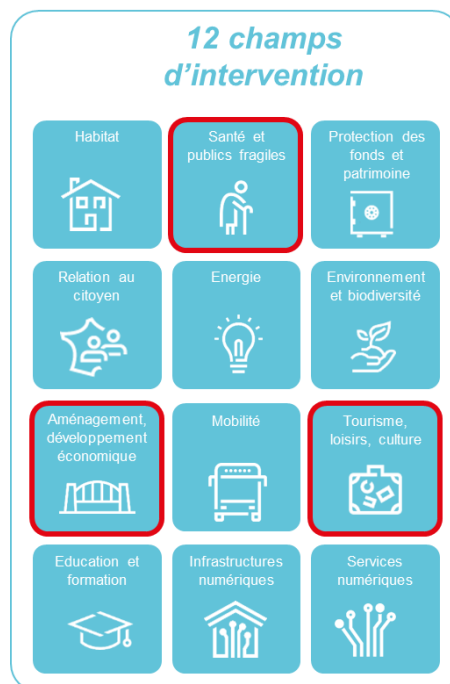 12 champs
d'intervention
Habitat
Santé et
publics fragiles
Protection des
fonds et
patrimoine
Relation au
citoyen
Energie
Environnement
et biodiversité
Aménagement,
développement
économique
Mobilité
Tourisme,
loisirs, culture
Education et
formation
Infrastructures
numériques
Services
numériques